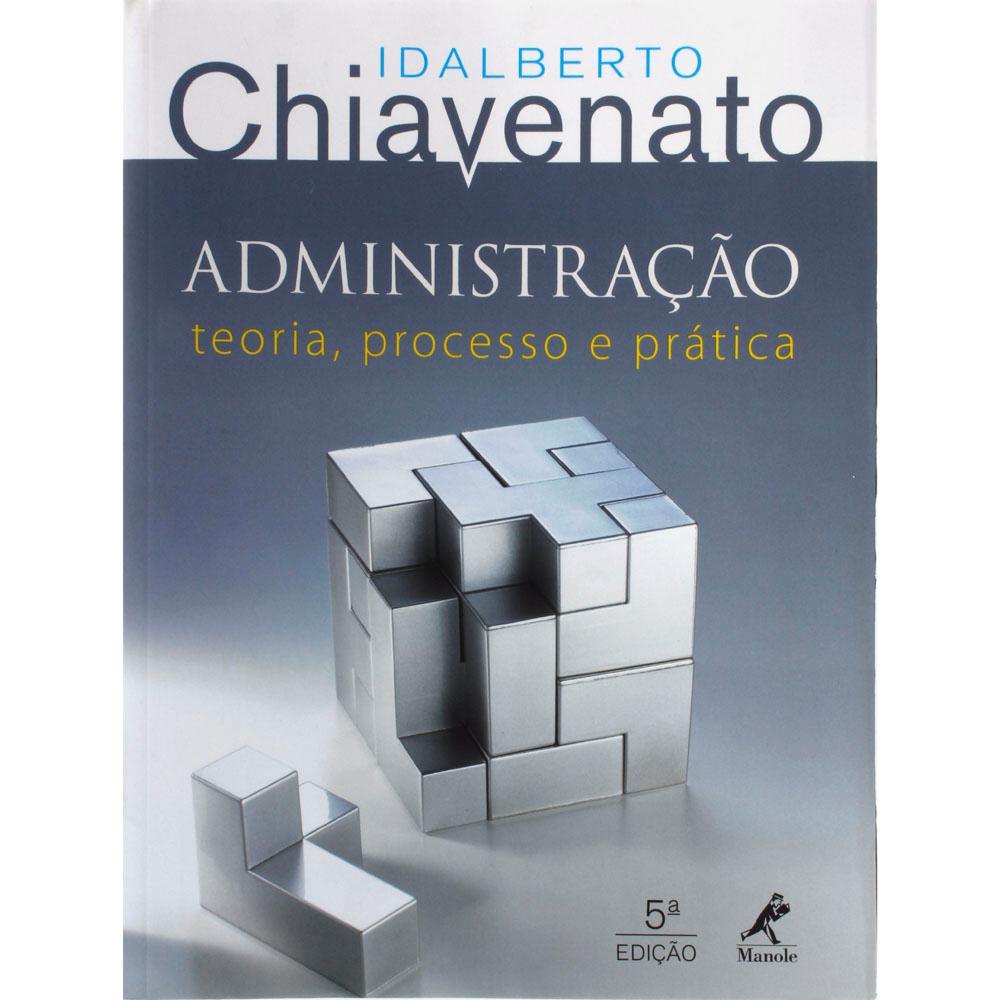 IDALBERTO
Chiavenato
ADMINISTRAÇÃO
teoria, processo e prática
5ª
EDIÇÃO
Manole